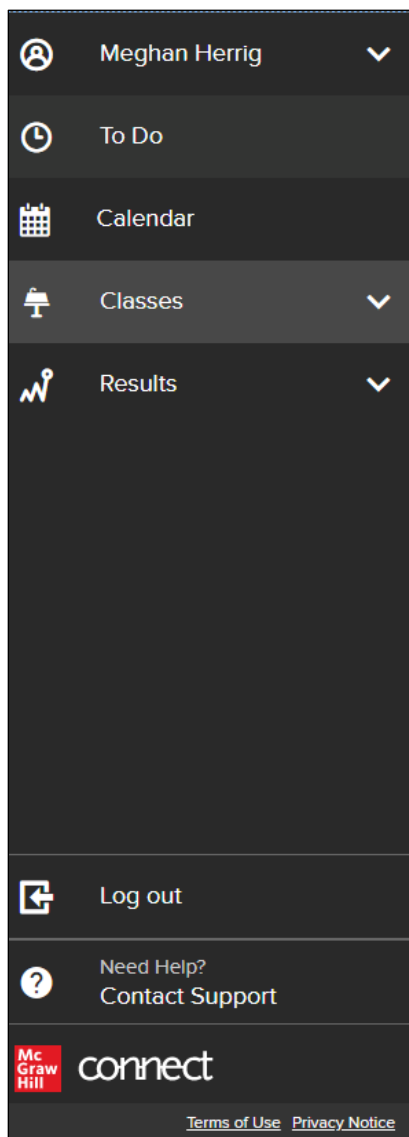 Meghan Herrig
To Do
Calendar
Classes
Results
Log out
Need Help?
Contact Support
Mc
Graw
Hill
connect
Terms of Use Privacy Notice